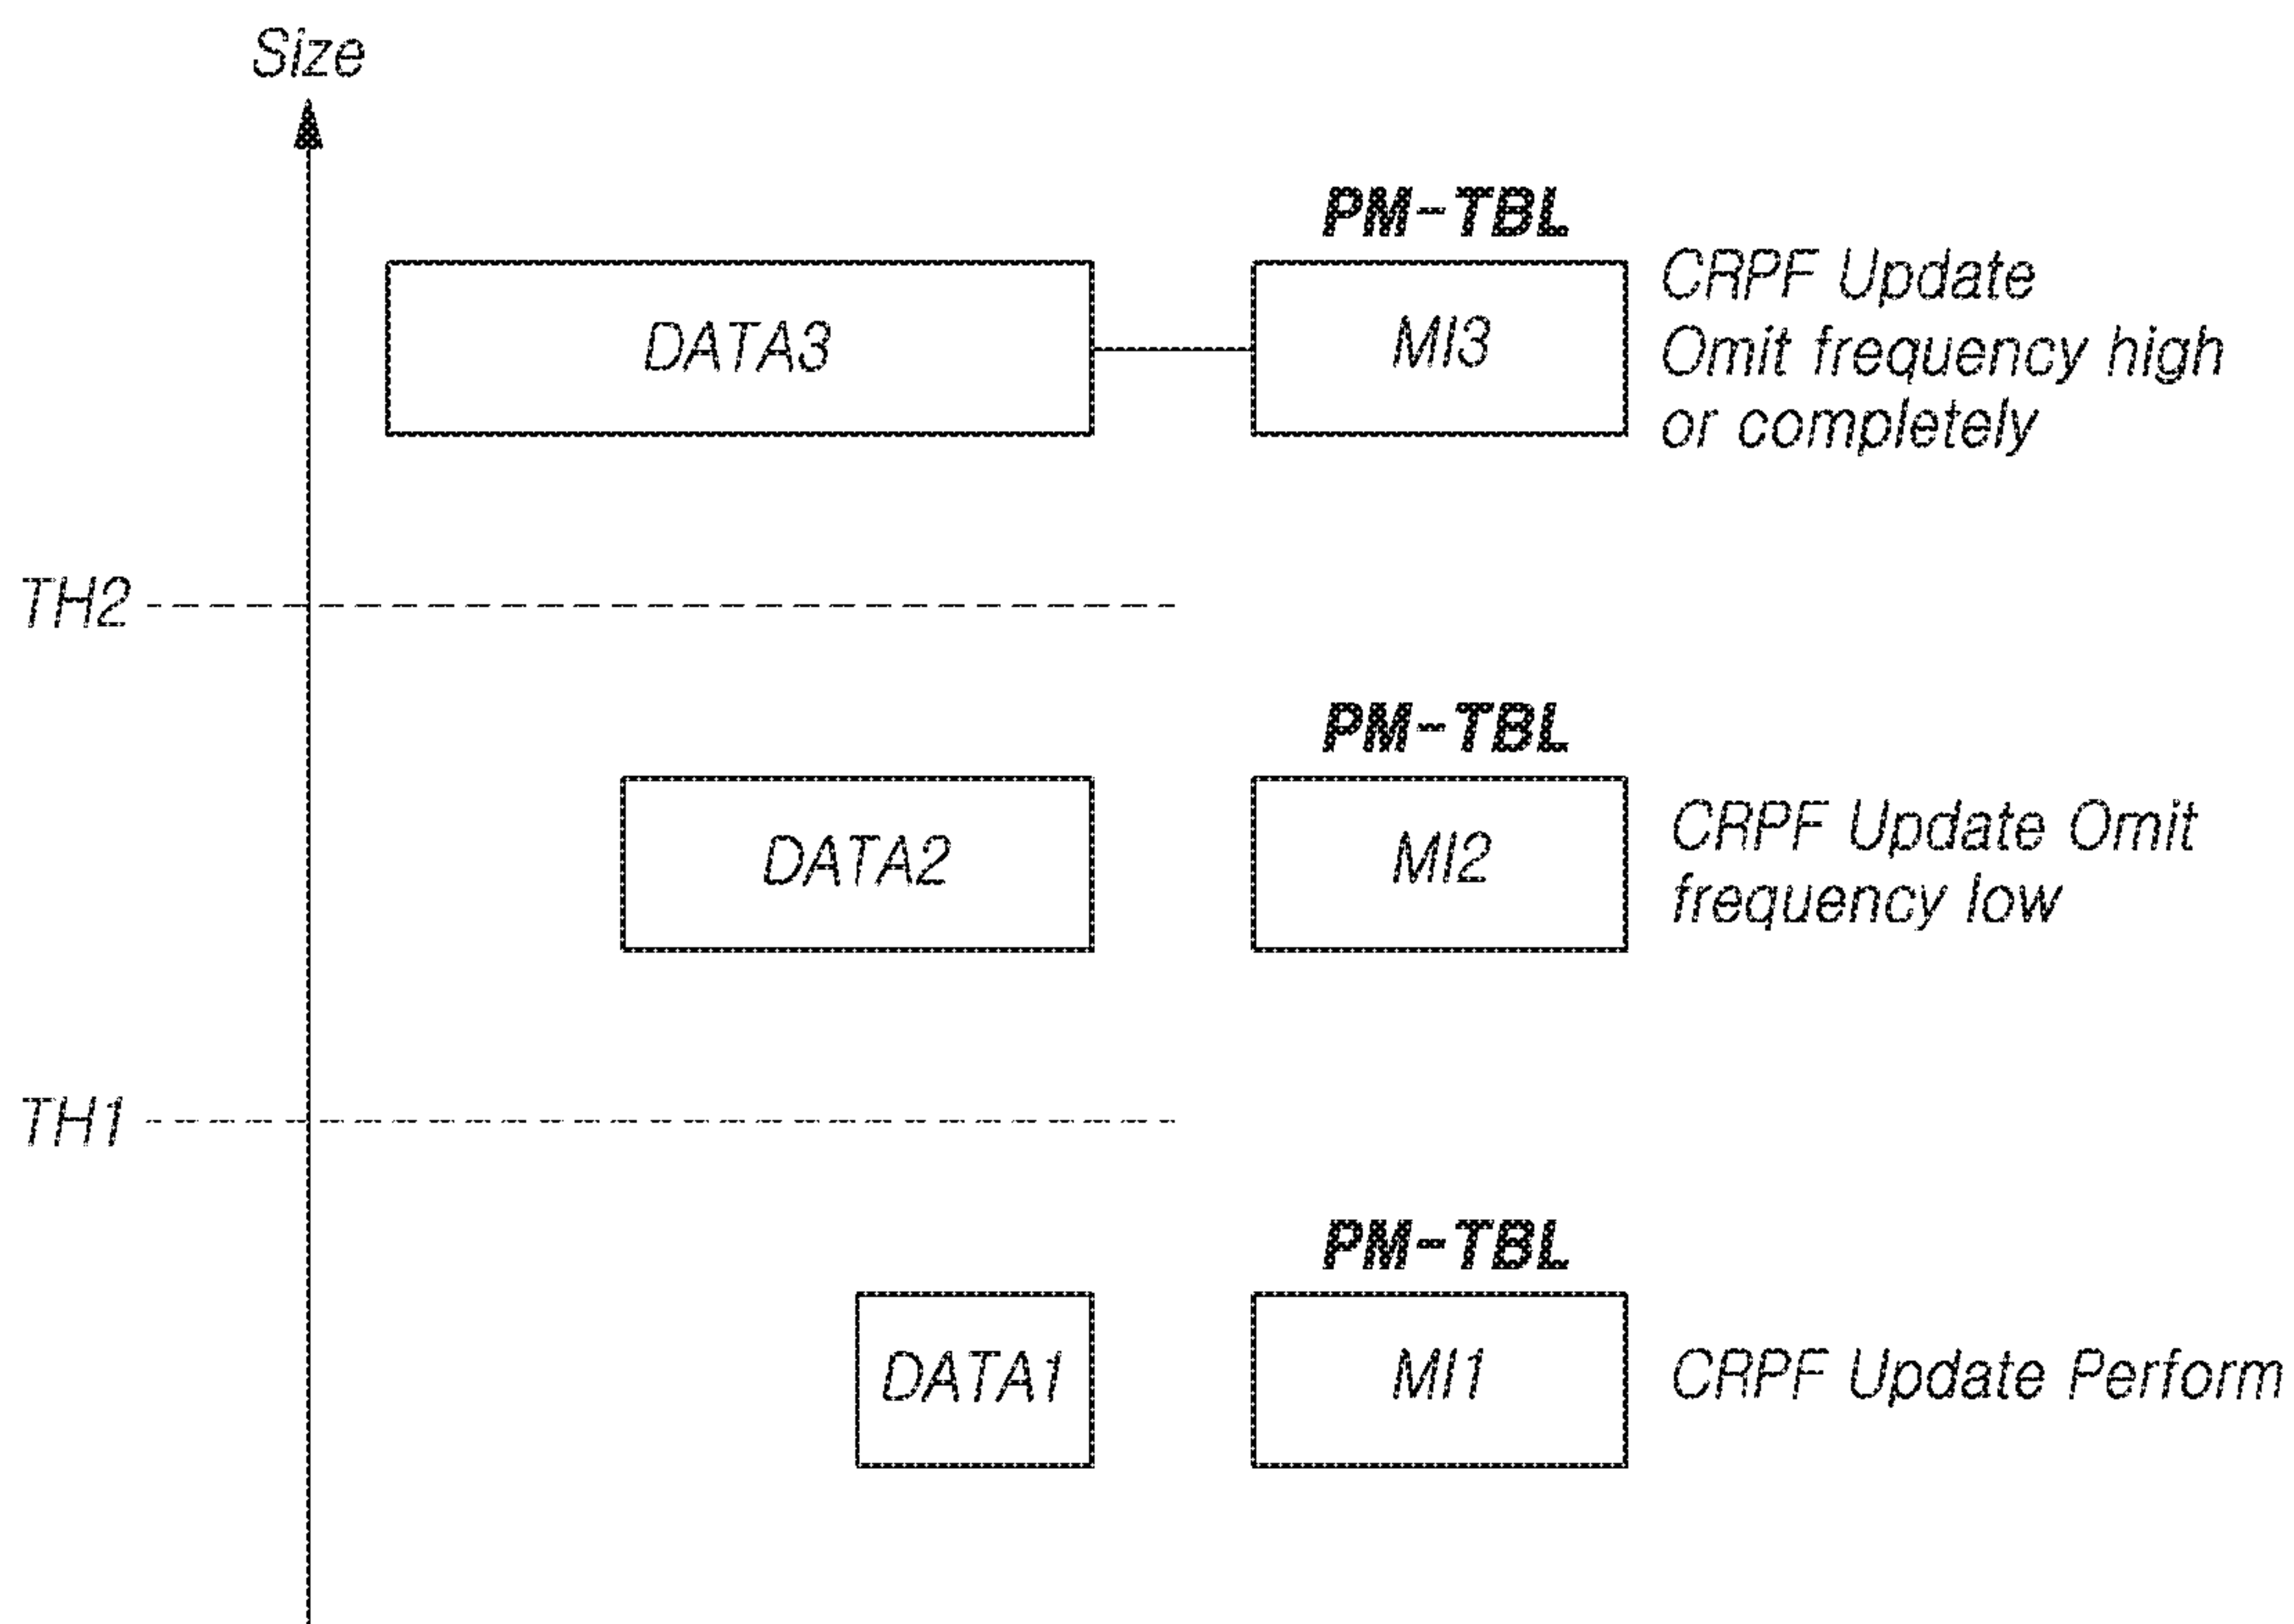 Size
PM-TBL
DATA3
MI3
CRPF Update
Omit frequency high
or completely
TH2
PM-TBL
DATA2
MI2
CRPF Update Omit
frequency low
TH1
PM-TBL
DATA1
MI1
CRPF Update Perform